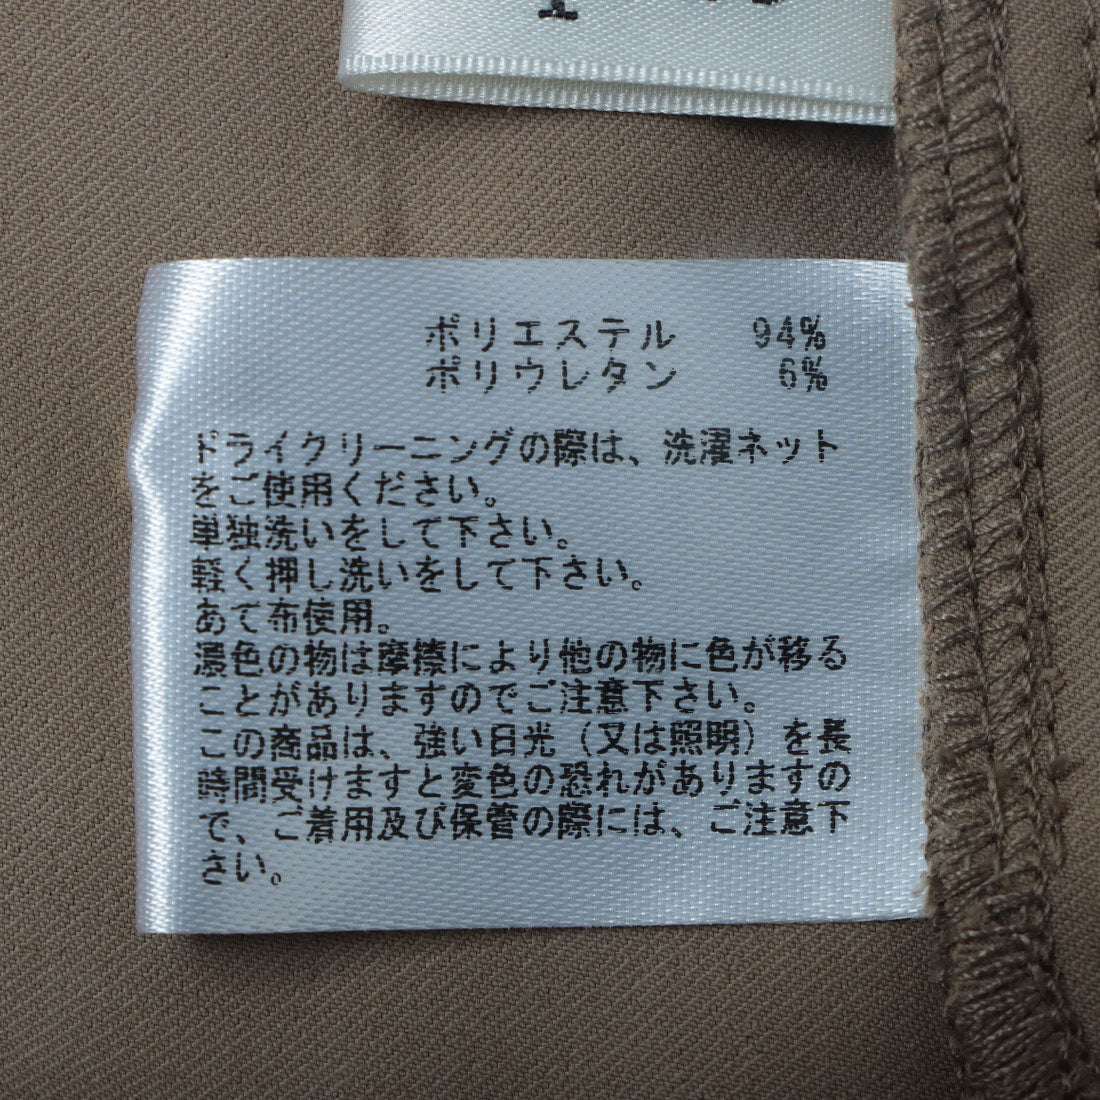 ポリエステル 94%
ポリウレタン 6%
ドライクリーニングの際は、洗濯ネット
をご使用ください。
単独洗いをして下さい。
軽く押し洗いをして下さい。
あて布使用。
濃色の物は摩擦により他の物に色が移る
ことがありますのでご注意下さい。
この商品は、強い日光（又は照明）を長
時間受けますと変色の恐れがありますの
で、ご着用及び保管の際には、ご注意下
さい。